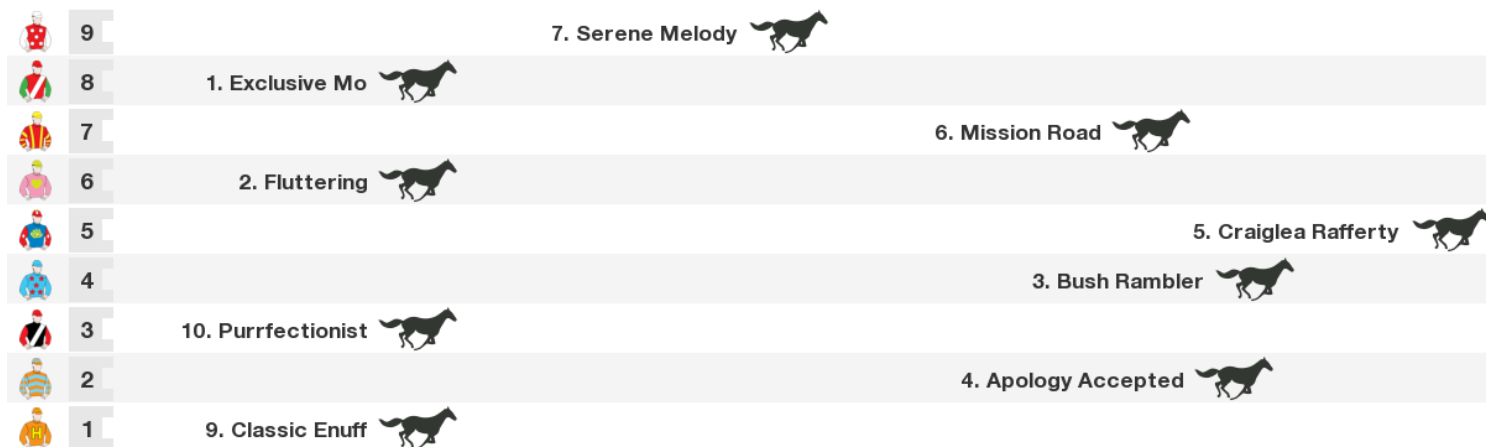 9 7. Serene Melody
8 1. Exclusive Mo
7 6. Mission Road
6 2. Fluttering
5 5. Craiglea Rafferty
4 3. Bush Rambler
3 10. Purrfectionist
2 4. Apology Accepted
1 9. Classic Enuff
H